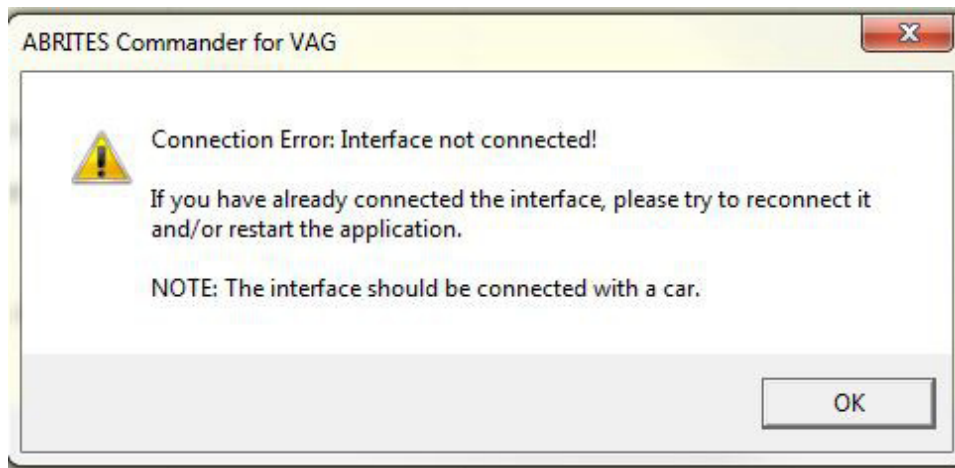 ABRITES Commander for VAG
Connection Error: Interface not connected!
If you have already connected the interface, please try to reconnect it
and/or restart the application.
NOTE: The interface should be connected with a car.
OK